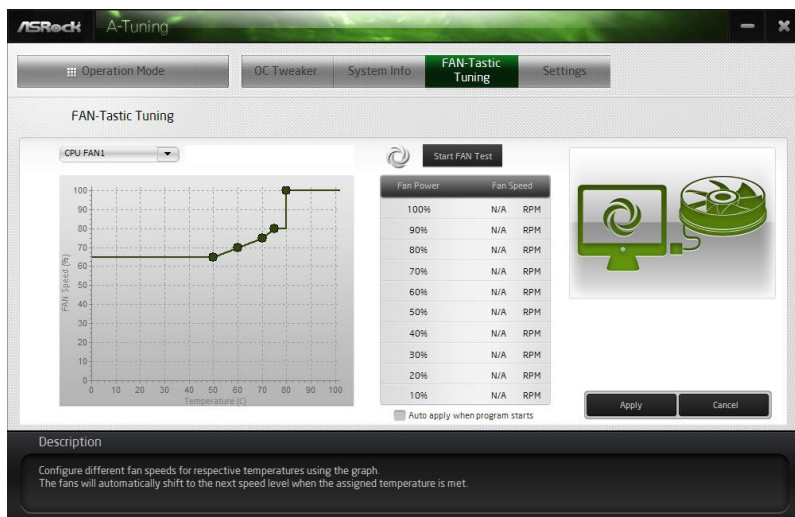 ASRock A-Tuning
Operation Mode OC Tweaker System Info FAN-Tastic Tuning Settings
FAN-Tastic Tuning
CPU FAN1
Start FAN Test
Fan Power Fan Speed
100% N/A RPM
90% N/A RPM
80% N/A RPM
70% N/A RPM
60% N/A RPM
50% N/A RPM
40% N/A RPM
30% N/A RPM
20% N/A RPM
10% N/A RPM
FAN Speed (%)
100
90
80
70
60
50
40
30
20
10
0
0 10 20 30 40 50 60 70 80 90 100
Temperature (C)
Auto apply when program starts
Apply Cancel
Description
Configure different fan speeds for respective temperatures using the graph.
The fans will automatically shift to the next speed level when the assigned temperature is met.